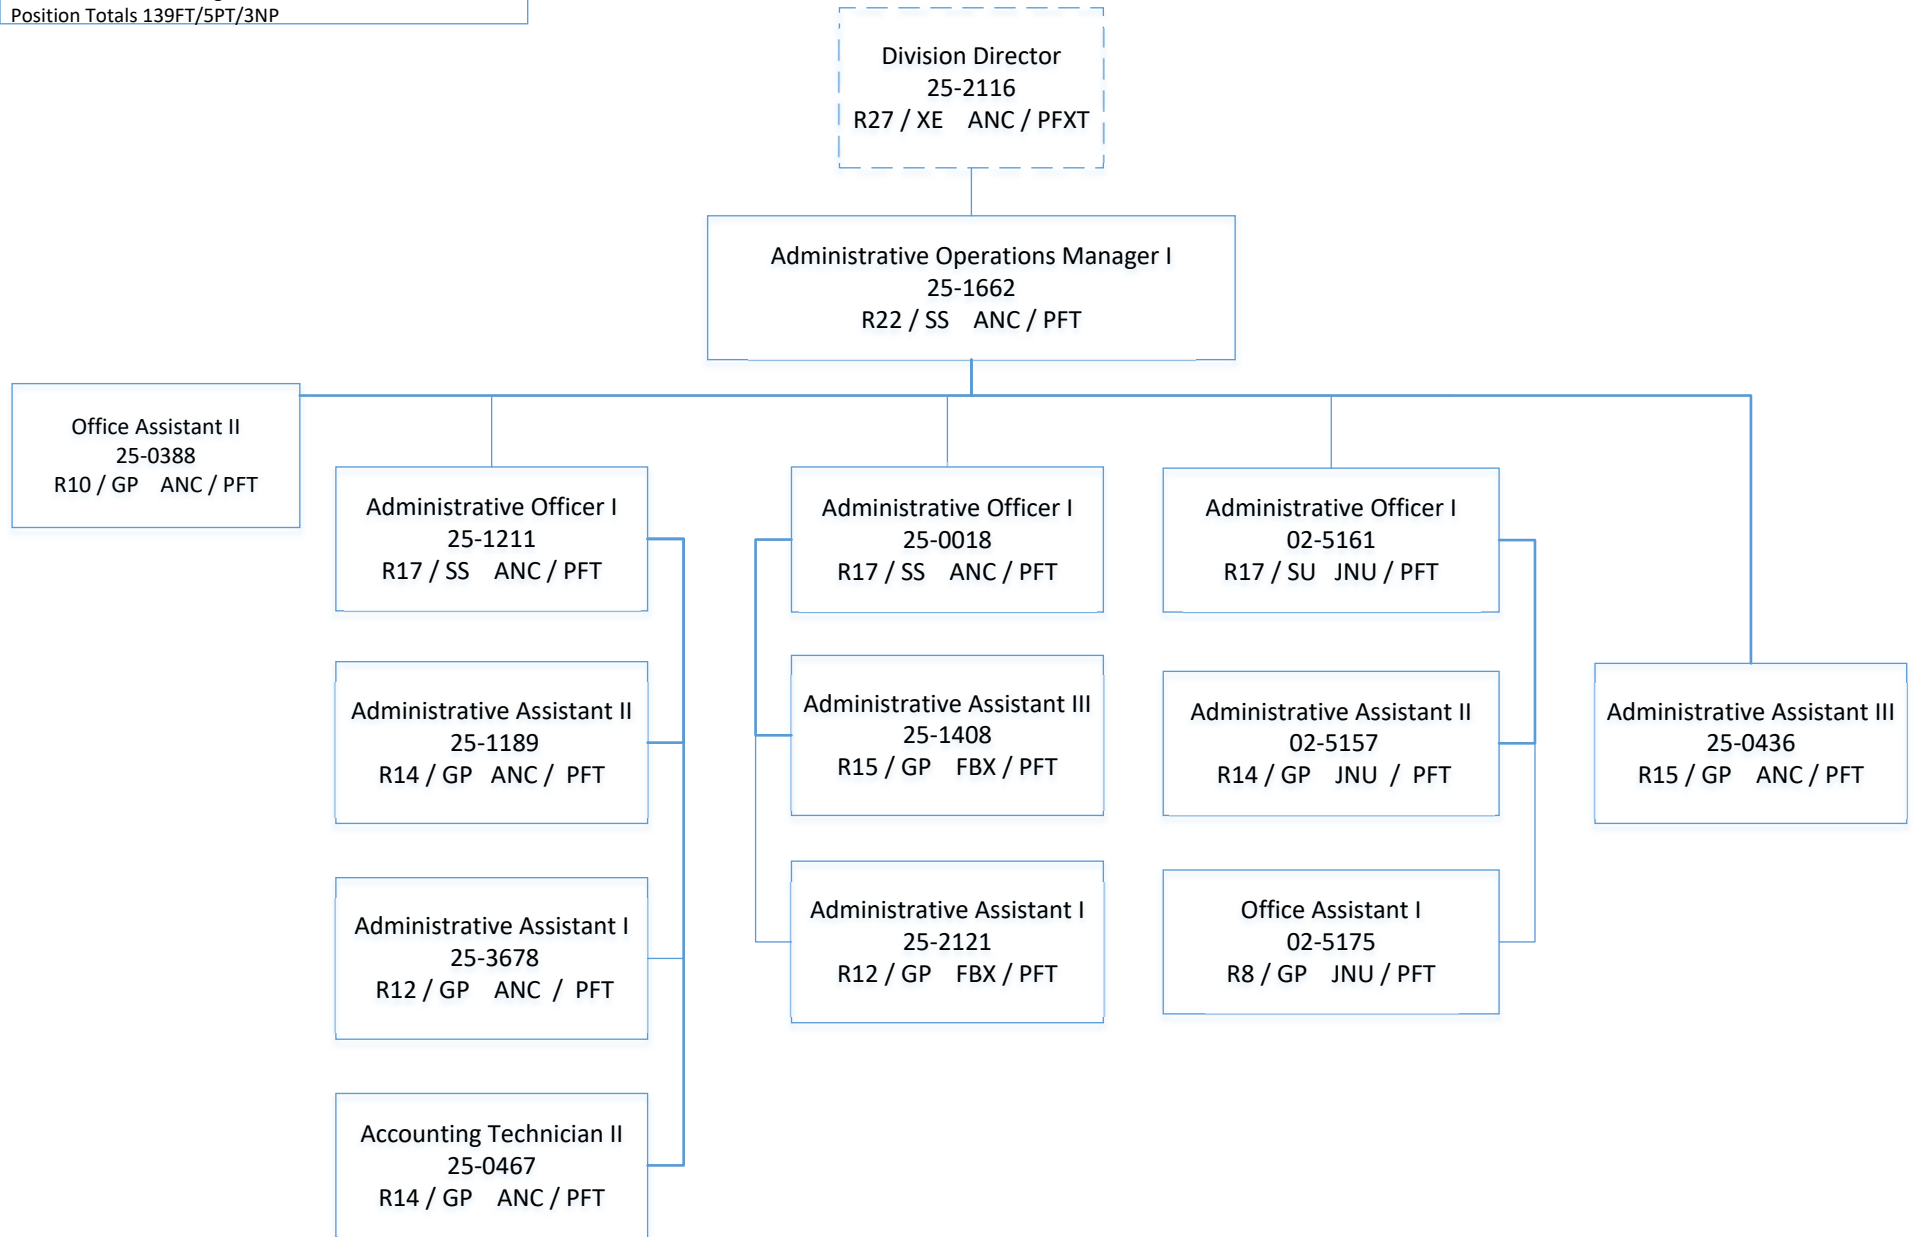 Position Totals 139FT/5PT/3NP
Division Director
25-2116
R27 / XE ANC / PFXT
Administrative Operations Manager I
25-1662
R22 / SS ANC / PFT
Office Assistant II
25-0388
R10 / GP ANC / PFT
Administrative Officer I
25-1211
R17 / SS ANC / PFT
Administrative Assistant II
25-1189
R14 / GP ANC / PFT
Administrative Assistant I
25-3678
R12 / GP ANC / PFT
Accounting Technician II
25-0467
R14 / GP ANC / PFT
Administrative Officer I
25-0018
R17 / SS ANC / PFT
Administrative Assistant III
25-1408
R15 / GP FBX / PFT
Administrative Assistant I
25-2121
R12 / GP FBX / PFT
Administrative Officer I
02-5161
R17 / SU JNU / PFT
Administrative Assistant II
02-5157
R14 / GP JNU / PFT
Office Assistant I
02-5175
R8 / GP JNU / PFT
Administrative Assistant III
25-0436
R15 / GP ANC / PFT